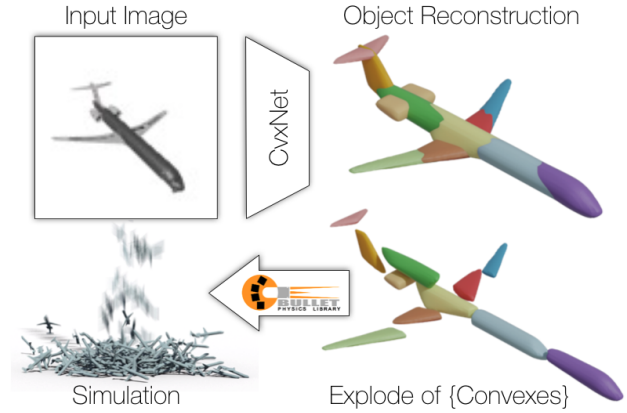 Input Image
Object Reconstruction
CvxNet
BULLET
PHYSICS LIBRARY
Simulation
Explode of {Convexes}